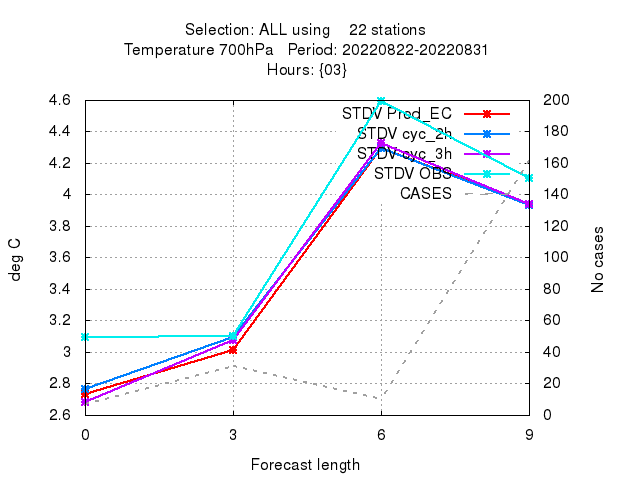 Selection: ALL using 22 stations
Temperature 700hPa Period: 20220822-20220831
Hours: {03}
STDV Prod_EC
STDV cyc_2h
STDV cyc_3h
STDV OBS
CASES
4.6
4.4
4.2
4
3.8
3.6
3.4
3.2
3
2.8
2.6
200
180
160
140
120
100
80
60
40
20
0
deg C
No cases
0 3 6 9
Forecast length